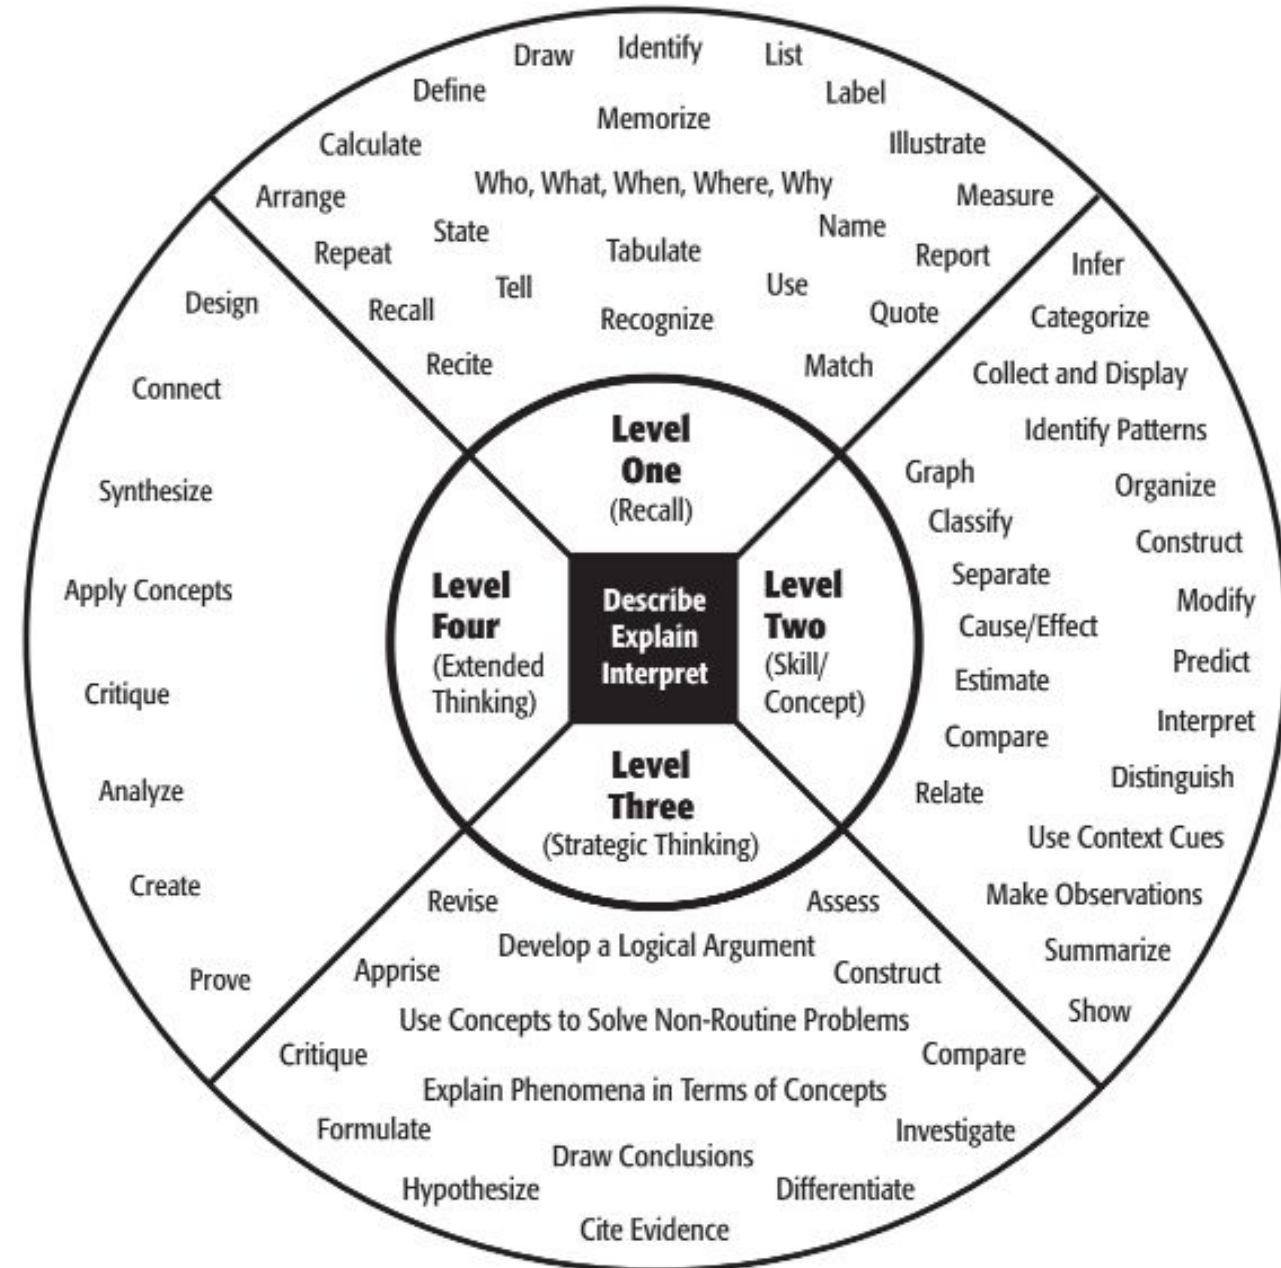 Draw
Identify
List
Define
Label
Memorize
Calculate
Illustrate
Who, What, When, Where, Why
Arrange
Measure
State
Name
Repeat
Tabulate
Report
Tell
Use
Recall
Recognize
Quote
Recite
Match
Level
One
(Recall)
Infer
Categorize
Collect and Display
Identify Patterns
Graph
Organize
Classify
Construct
Separate
Modify
Cause/Effect
Predict
Estimate
Interpret
Compare
Distinguish
Relate
Use Context Cues
Make Observations
Summarize
Show
Level
Two
(Skill/
Concept)
Describe
Explain
Interpret
Level
Three
(Strategic Thinking)
Revise
Assess
Develop a Logical Argument
Apprise
Construct
Use Concepts to Solve Non-Routine Problems
Critique
Compare
Explain Phenomena in Terms of Concepts
Formulate
Investigate
Draw Conclusions
Hypothesize
Differentiate
Cite Evidence
Level
Four
(Extended
Thinking)
Design
Connect
Synthesize
Apply Concepts
Critique
Analyze
Create
Prove